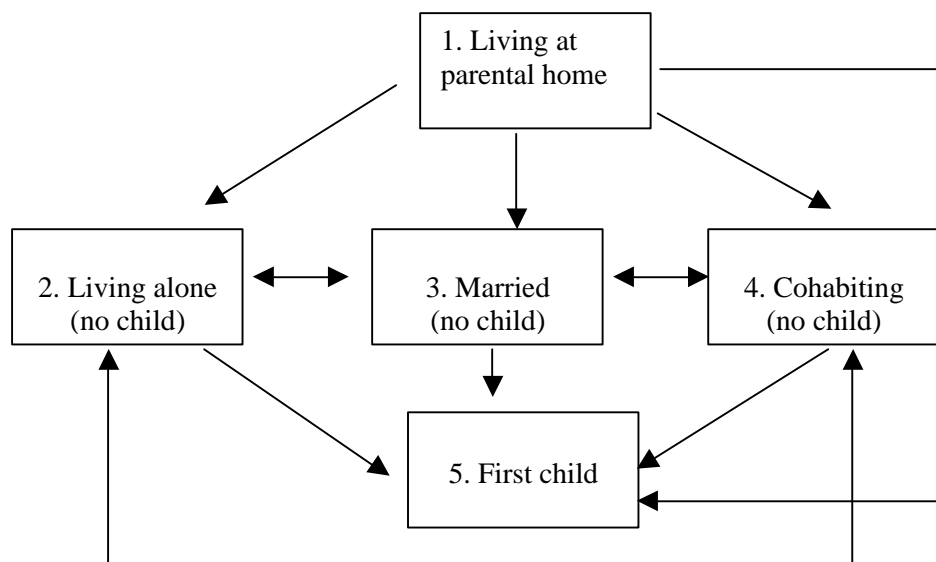 1. Living at
parental home
2. Living alone
(no child)
3. Married
(no child)
4. Cohabiting
(no child)
5. First child